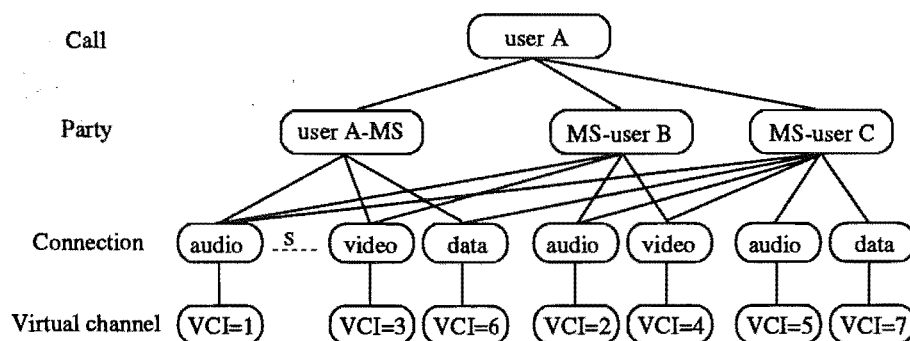 Call user A
Party user A-MS MS-user B MS-user C
Connection audio s video data audio video audio data
Virtual channel VCI=1 VCI=3 VCI=6 VCI=2 VCI=4 VCI=5 VCI=7